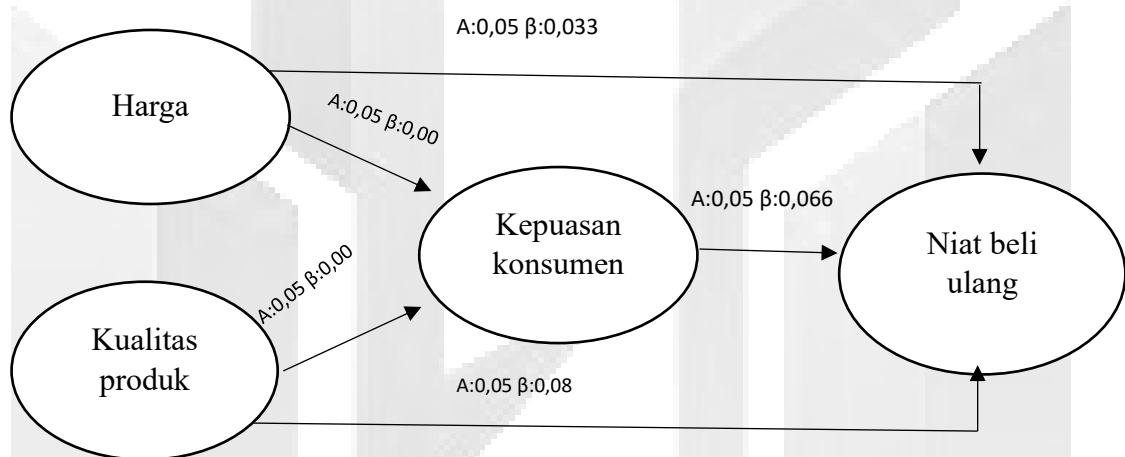 A:0,05 β:0,033
Harga
A:0,05 β:0,00
Kepuasan
konsumen
A:0,05 β:0,066
Niat beli
ulang
A:0,05 β:0,00
Kualitas
produk
A:0,05 β:0,08